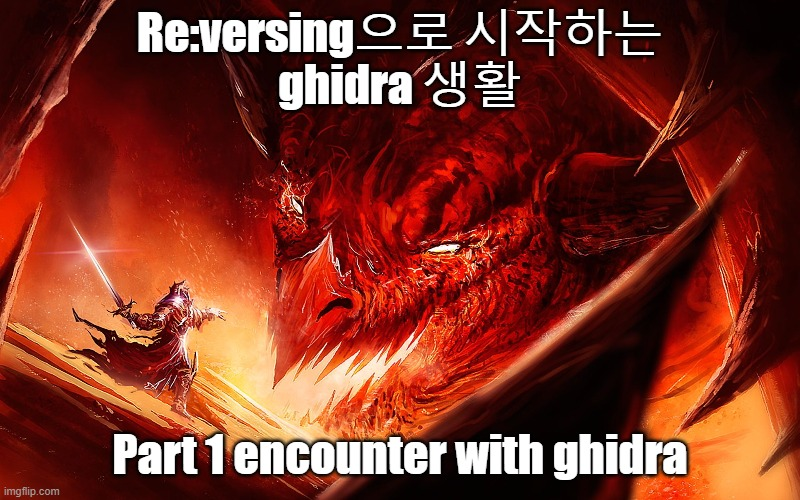 Re:versing으로 시작하는
ghidra 생활
Part 1 encounter with ghidra
imgflip.com